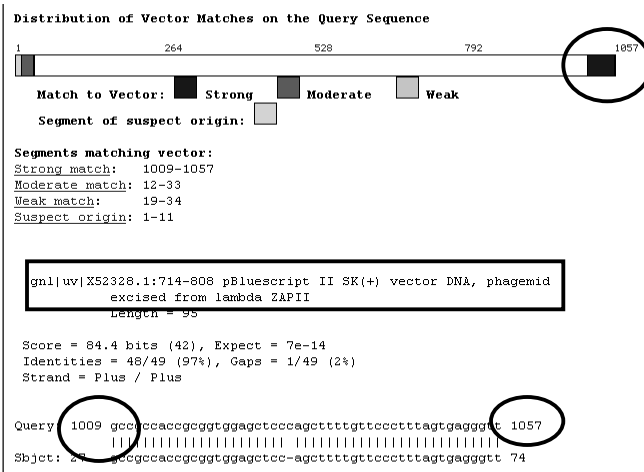 Distribution of Vector Matches on the Query Sequence
1 264 528 792 1057
Match to Vector: Strong Moderate Weak
Segment of suspect origin:
Segments matching vector:
Strong match: 1009-1057
Moderate match: 12-33
Weak match: 19-34
Suspect origin: 1-11
gnl|uv|X52328.1:714-808 pBluescript II SK(+) vector DNA, phagemid
excised from lambda ZAPII
Length = 95
Score = 84.4 bits (42), Expect = 7e-14
Identities = 48/49 (97%), Gaps = 1/49 (2%)
Strand = Plus / Plus
Query: 1009 gccgccaccgcggtggagctcccagcttttgttccctttagtgagggtt 1057
Sbjct: 27 gccgccaccgcggtggagctcc-agcttttgttccctttagtgagggtt 74